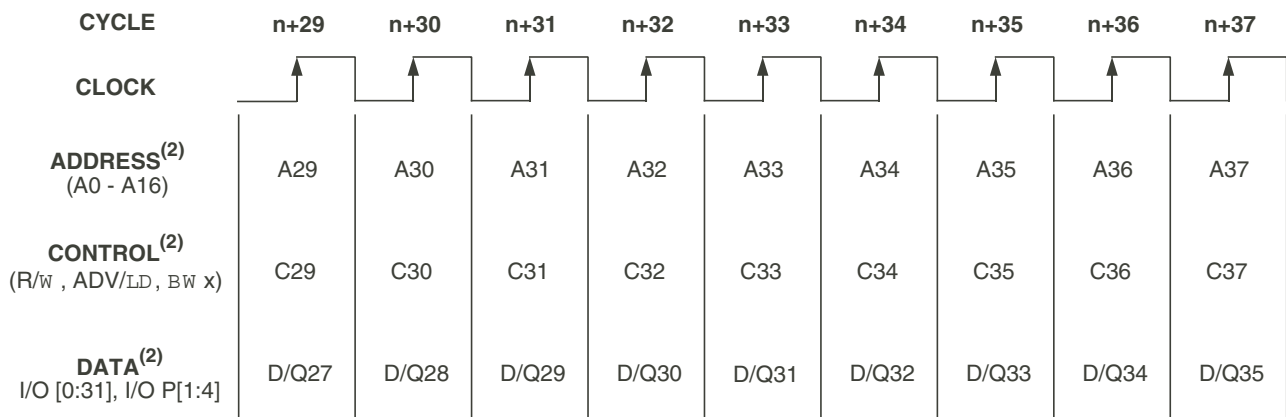 CYCLE n+29 n+30 n+31 n+32 n+33 n+34 n+35 n+36 n+37
CLOCK
ADDRESS(2)
(A0 - A16) A29 A30 A31 A32 A33 A34 A35 A36 A37
CONTROL(2)
(R/W , ADV/LD, BW x) C29 C30 C31 C32 C33 C34 C35 C36 C37
DATA(2)
I/O [0:31], I/O P[1:4] D/Q27 D/Q28 D/Q29 D/Q30 D/Q31 D/Q32 D/Q33 D/Q34 D/Q35